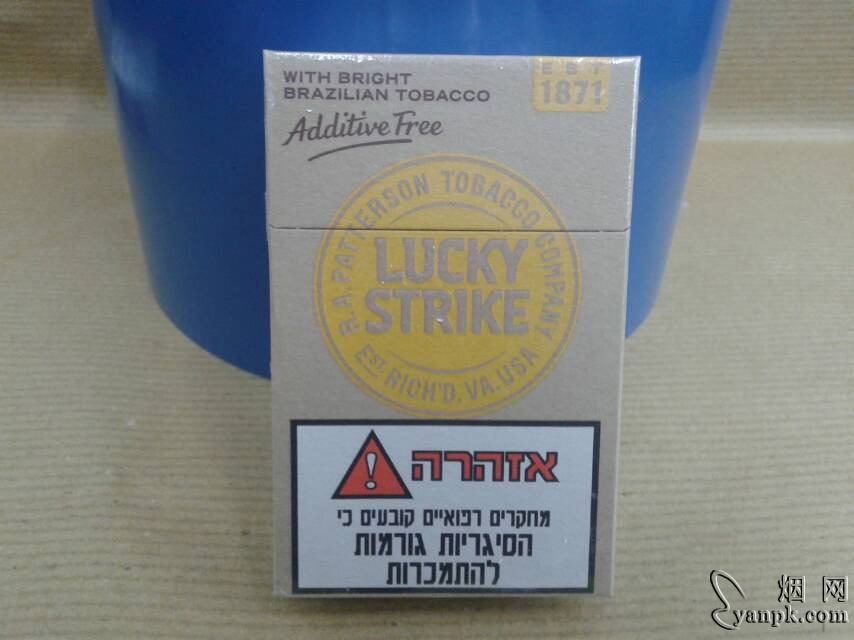 WITH BRIGHT
BRAZILIAN TOBACCO
Additive Free
EST
1871
R.A. PATTERSON TOBACCO COMPANY
LUCKY
STRIKE
EST. RICH'D. VA. USA
אזהרה
מחקרים רפואיים קובעים כי
הסיגריות גורמות
להתמכרות
烟 网
yanpk.com